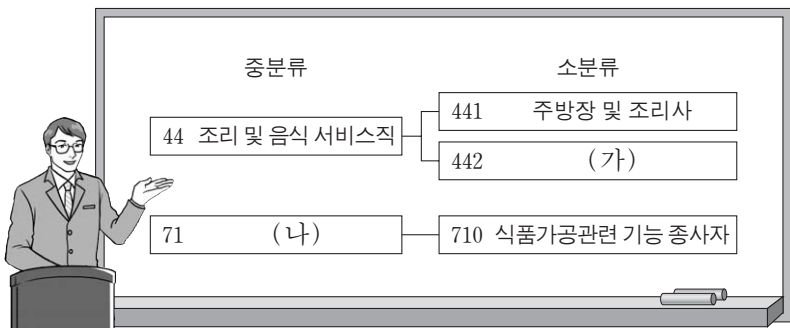 중분류 소분류
441 주방장 및 조리사
44 조리 및 음식 서비스직
442 (가)
71 (나) 710 식품가공관련 기능 종사자